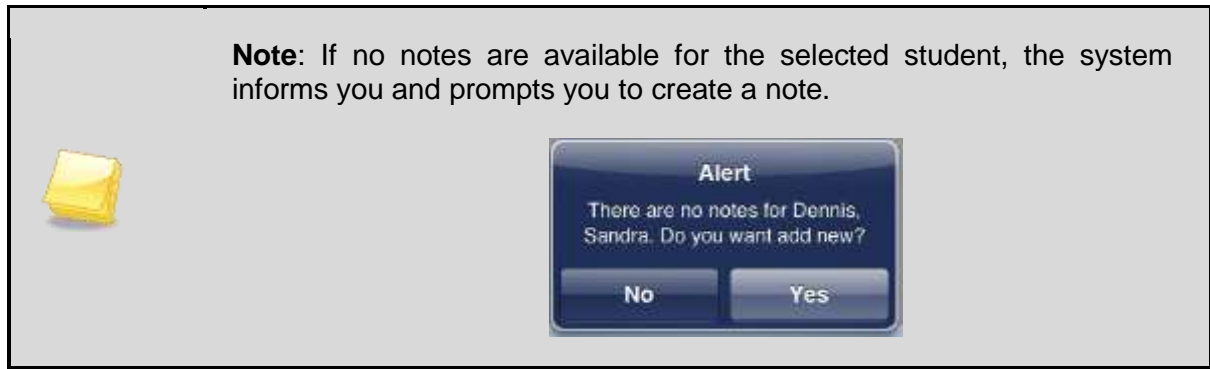 Note: If no notes are available for the selected student, the system
informs you and prompts you to create a note.
Alert
There are no notes for Dennis,
Sandra. Do you want add new?
No
Yes